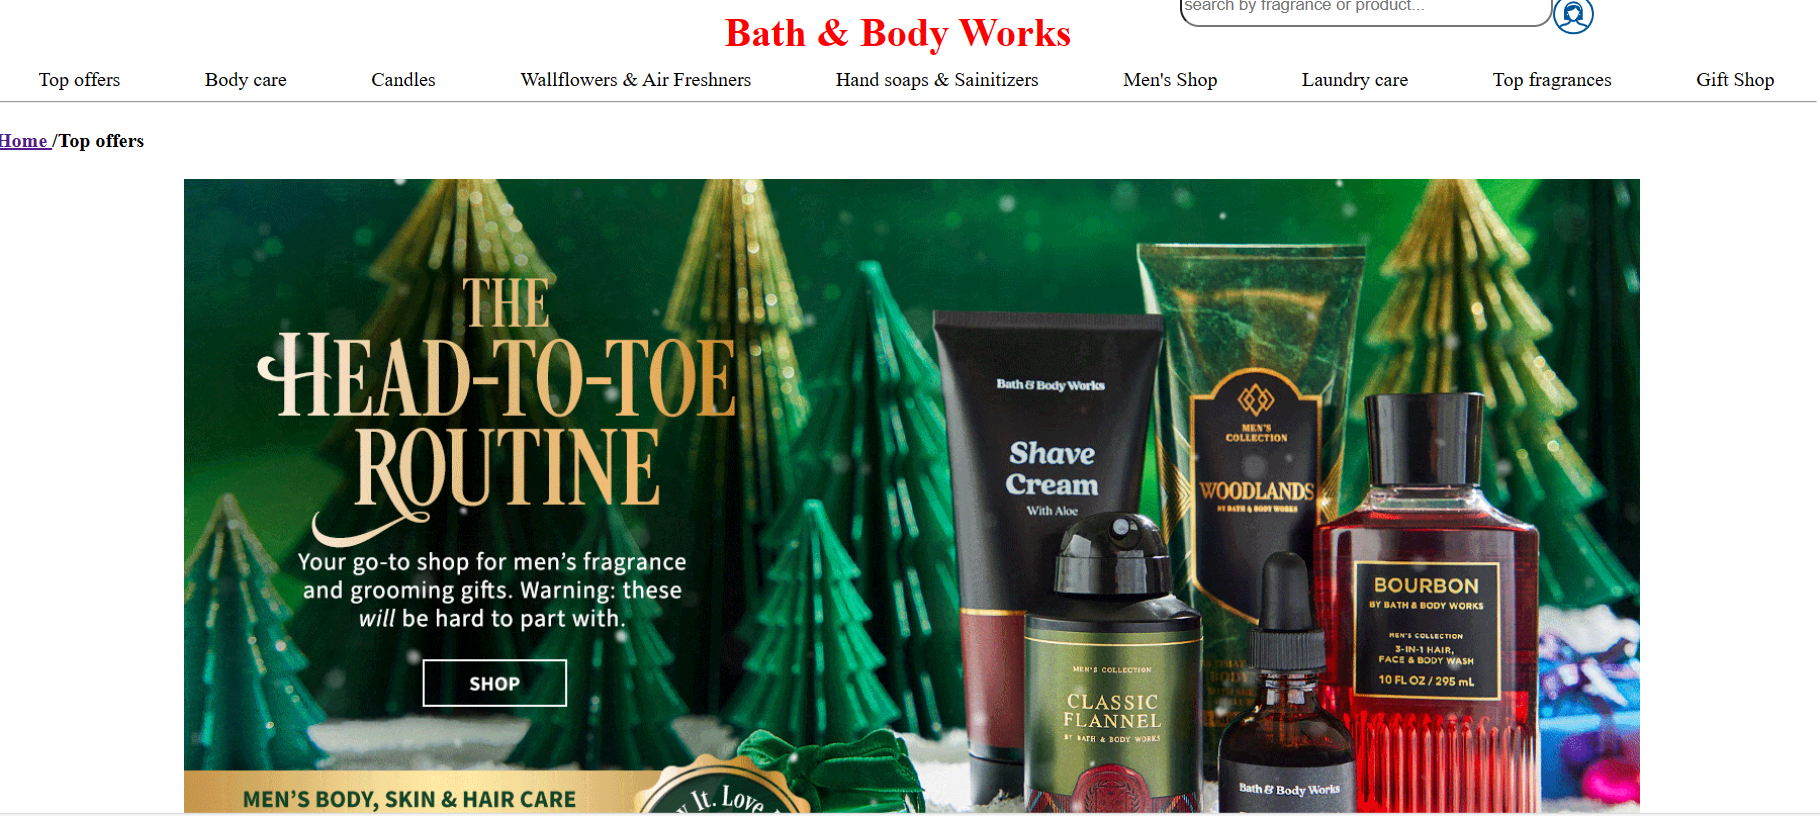 search by fragrance or product...
Bath & Body Works
Top offers Body care Candles Wallflowers & Air Freshners Hand soaps & Sainitizers Men's Shop Laundry care Top fragrances Gift Shop
Home /Top offers
THE
HEAD-TO-TOE
ROUTINE
Your go-to shop for men's fragrance
and grooming gifts. Warning: these
will be hard to part with.
SHOP
MEN'S BODY, SKIN & HAIR CARE
It. Love
Bath & Body Works
Shave
Cream
With Aloe
MEN'S
COLLECTION
WOODLANDS
BY BATH & BODY WORKS
BOURBON
BY BATH & BODY WORKS
MEN'S COLLECTION
3-IN-1 HAIR,
FACE & BODY WASH
10 FL OZ / 295 mL
MEN'S COLLECTION
CLASSIC
FLANNEL
BY BATH & BODY WORKS
Bath & Body Works